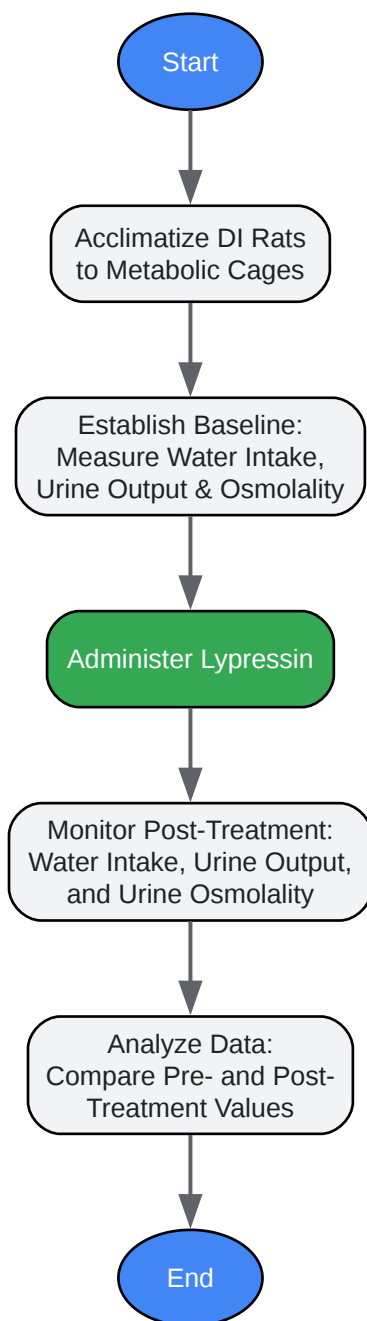 Start
Acclimatize DI Rats
to Metabolic Cages
Establish Baseline:
Measure Water Intake,
Urine Output & Osmolality
Administer Lypressin
Monitor Post-Treatment:
Water Intake, Urine Output,
and Urine Osmolality
Analyze Data:
Compare Pre- and Post-
Treatment Values
End